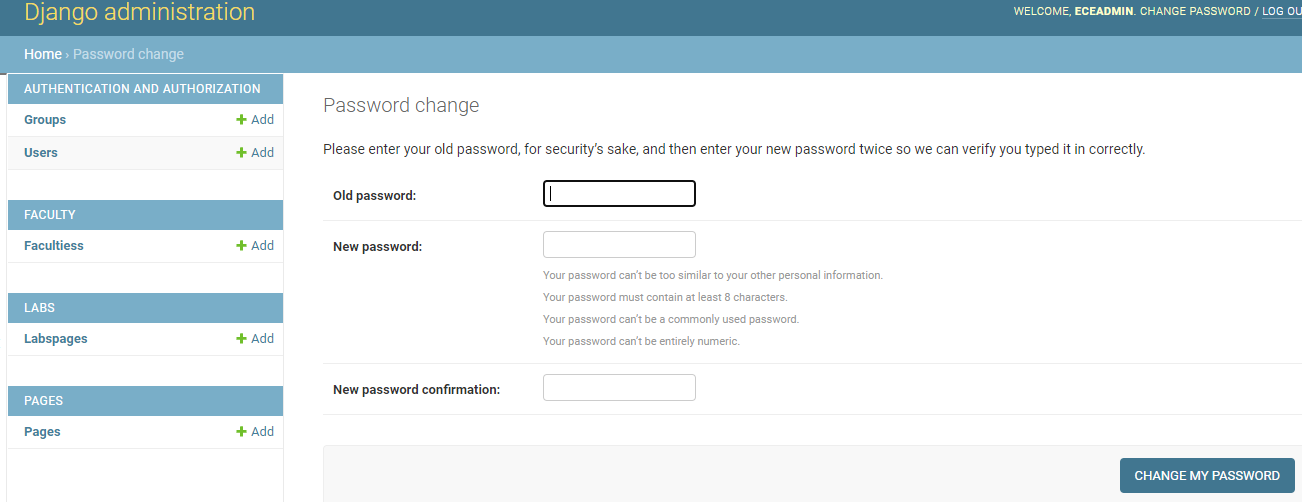 Django administration
WELCOME, ECEADMIN. CHANGE PASSWORD / LOG OU
Home › Password change
AUTHENTICATION AND AUTHORIZATION
Groups + Add
Users + Add
FACULTY
Facultiess + Add
LABS
Labspages + Add
PAGES
Pages + Add
Password change
Please enter your old password, for security’s sake, and then enter your new password twice so we can verify you typed it in correctly.
Old password:
New password:
Your password can’t be too similar to your other personal information.
Your password must contain at least 8 characters.
Your password can’t be a commonly used password.
Your password can’t be entirely numeric.
New password confirmation:
CHANGE MY PASSWORD